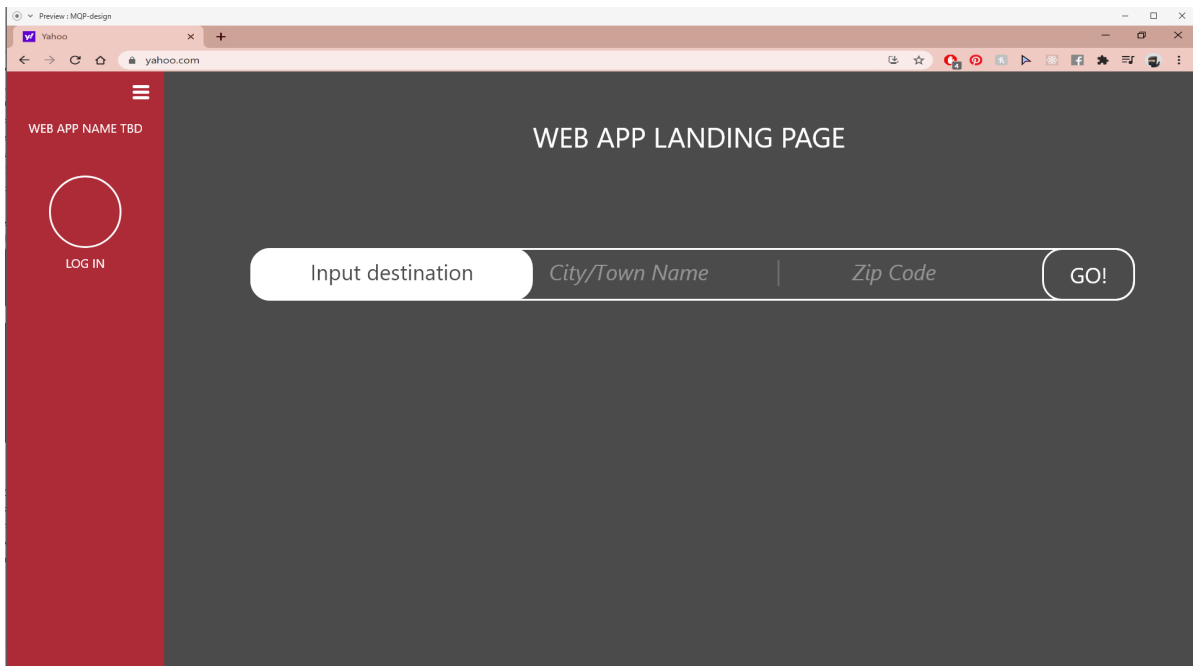 Preview : MQP-design
Yahoo
yahoo.com
4
WEB APP NAME TBD
LOG IN
WEB APP LANDING PAGE
Input destination
City/Town Name
Zip Code
GO!